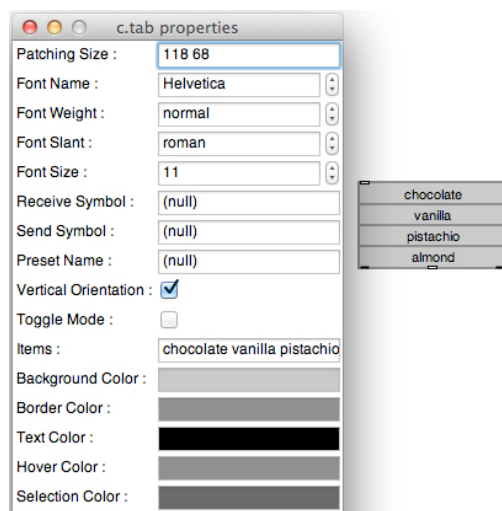 c.tab properties
Patching Size : 118 68
Font Name : Helvetica
Font Weight : normal
Font Slant : roman
Font Size : 11
Receive Symbol : (null)
Send Symbol : (null)
Preset Name : (null)
Vertical Orientation :
Toggle Mode :
Items : chocolate vanilla pistachio
Background Color :
Border Color :
Text Color :
Hover Color :
Selection Color :
chocolate
vanilla
pistachio
almond